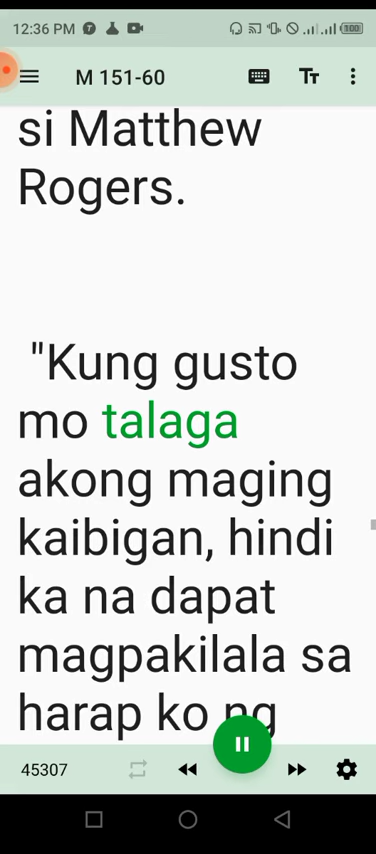 12:36 PM
100
M 151-60
si Matthew
Rogers.
"Kung gusto
mo talaga
akong maging
kaibigan, hindi
ka na dapat
magpakilala sa
harap ko ng
45307